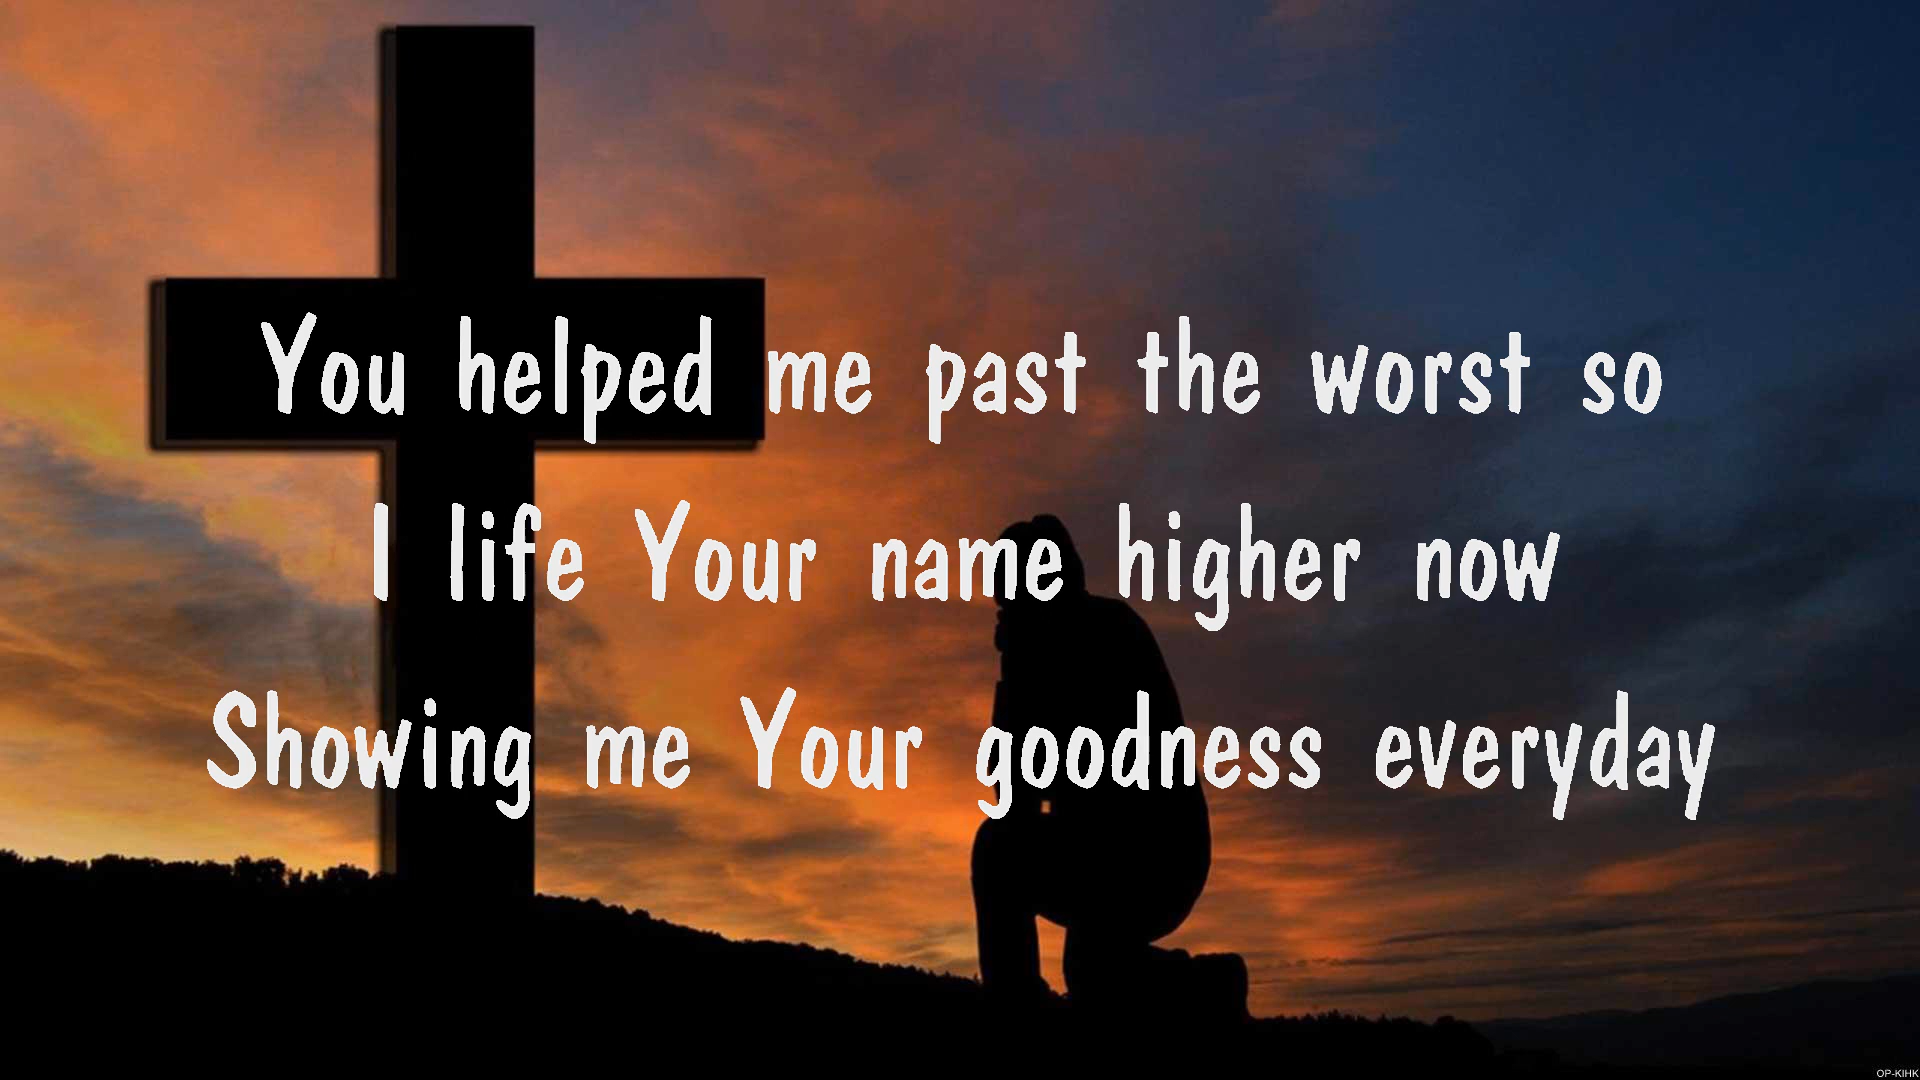 You helped me past the worst so
I life Your name higher now
Showing me Your goodness everyday
OP-KIHK